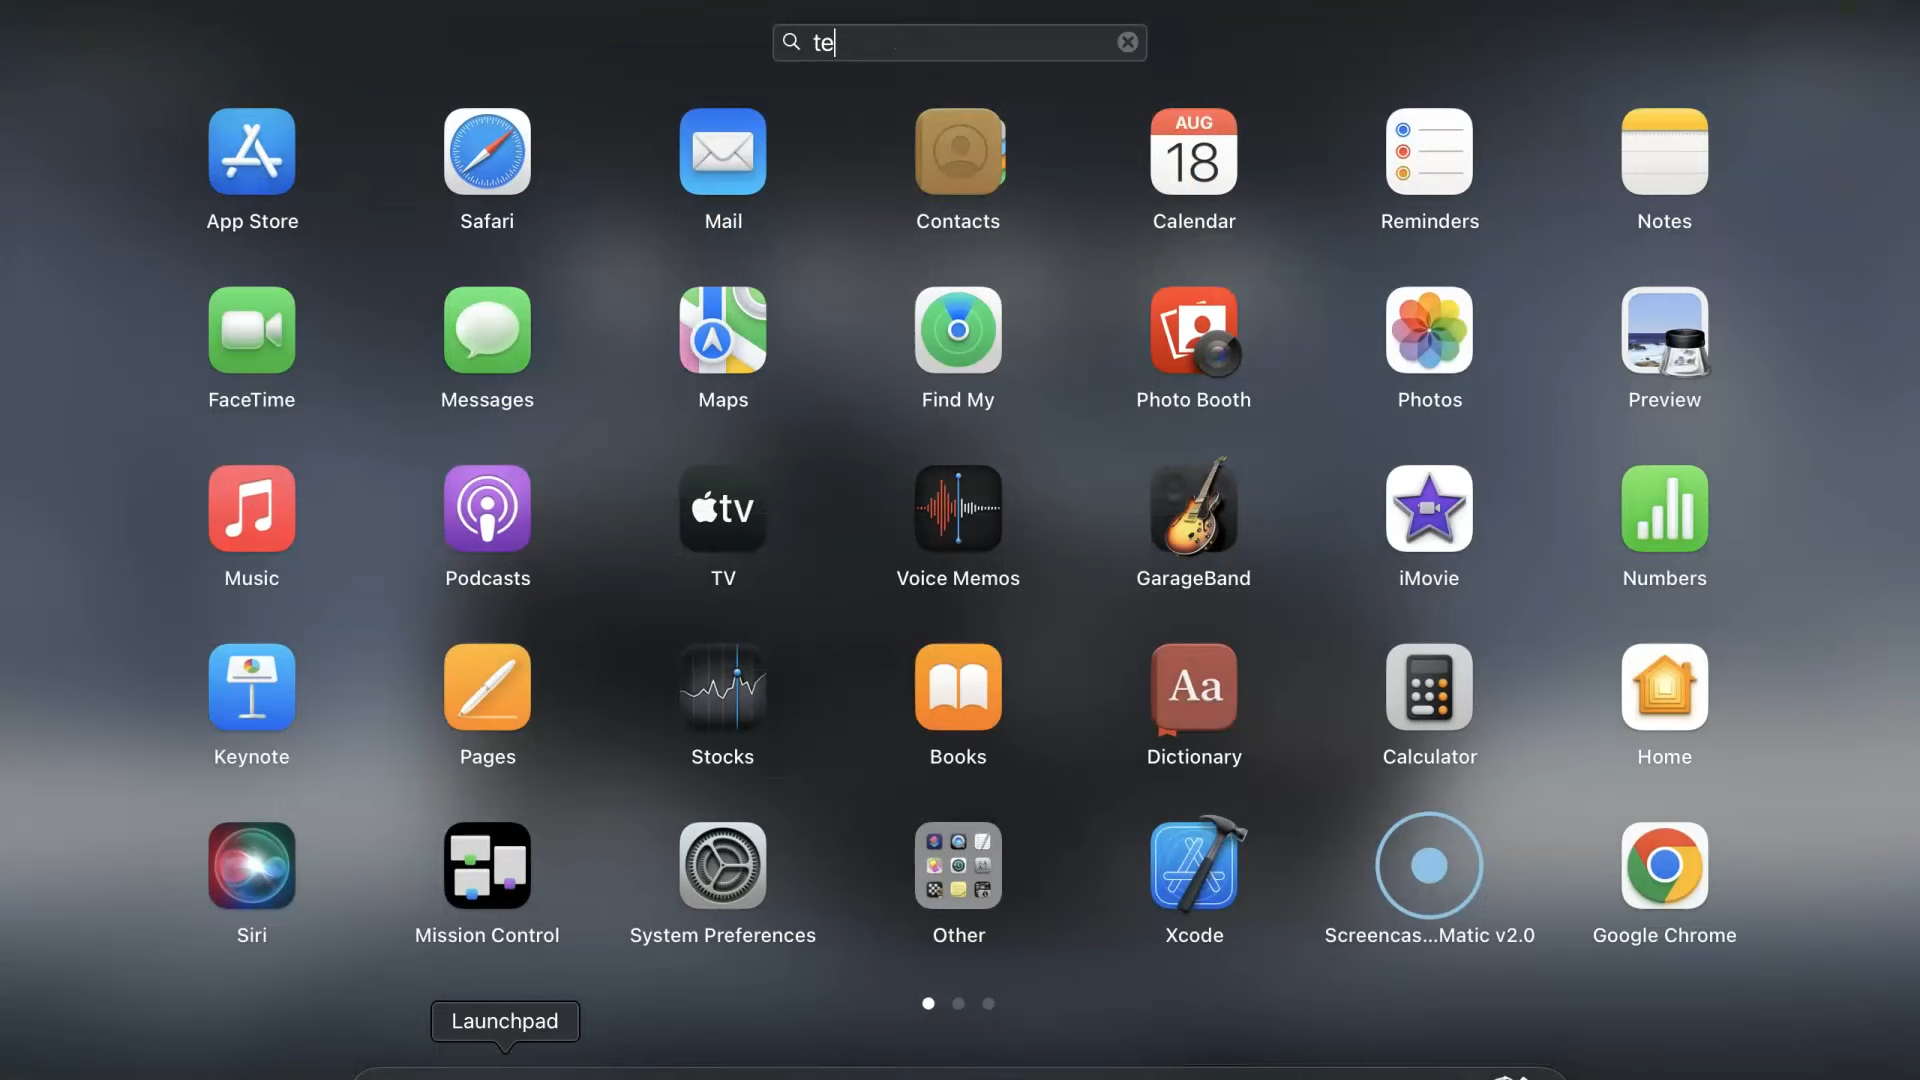 te
App Store
Safari
Mail
Contacts
AUG
18
Calendar
Reminders
Notes
FaceTime
Messages
Maps
Find My
Photo Booth
Photos
Preview
tv
Music
Podcasts
TV
Voice Memos
GarageBand
iMovie
Numbers
Aa
Keynote
Pages
Stocks
Books
Dictionary
Calculator
Home
Siri
Mission Control
System Preferences
Other
Xcode
Screencas...Matic v2.0
Google Chrome
Launchpad